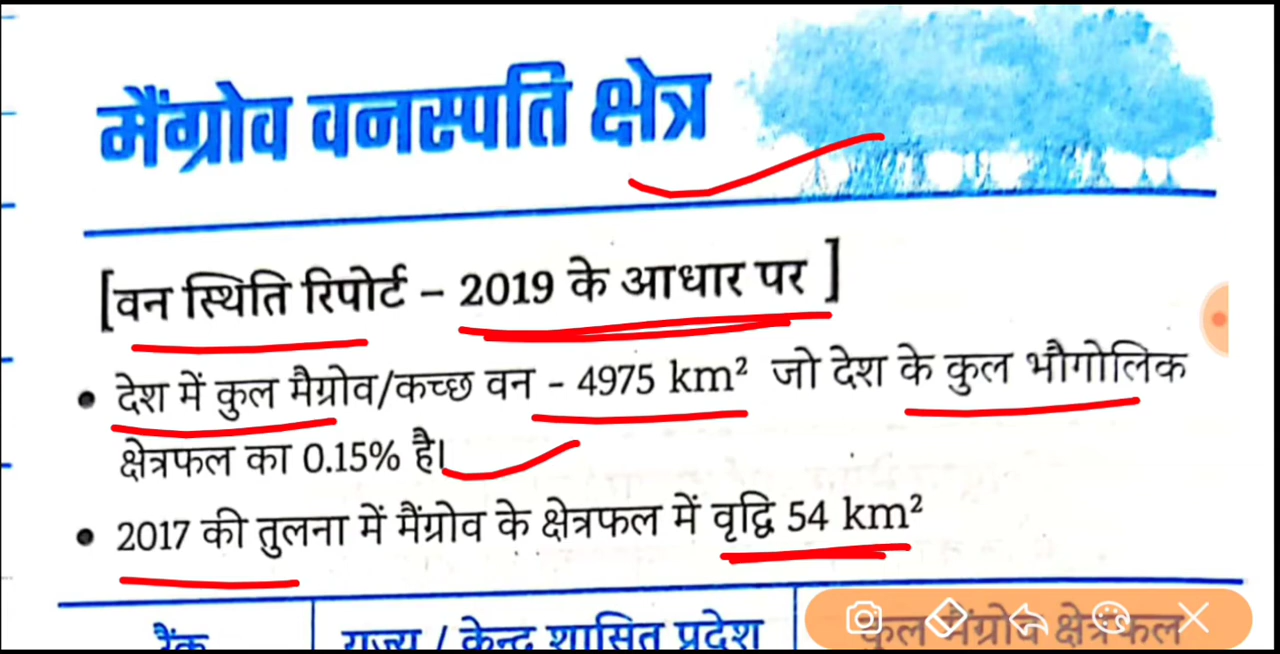 मैंग्रोव वनस्पति क्षेत्र
[वन स्थिति रिपोर्ट – 2019 के आधार पर ]
• देश में कुल मैग्रोव/कच्छ वन - 4975 km² जो देश के कुल भौगोलिक
क्षेत्रफल का 0.15% है।
• 2017 की तुलना में मैंग्रोव के क्षेत्रफल में वृद्धि 54 km²
रैंक राज्य / केन्द्र शासित प्रदेश कुल मैंग्रोव क्षेत्रफल